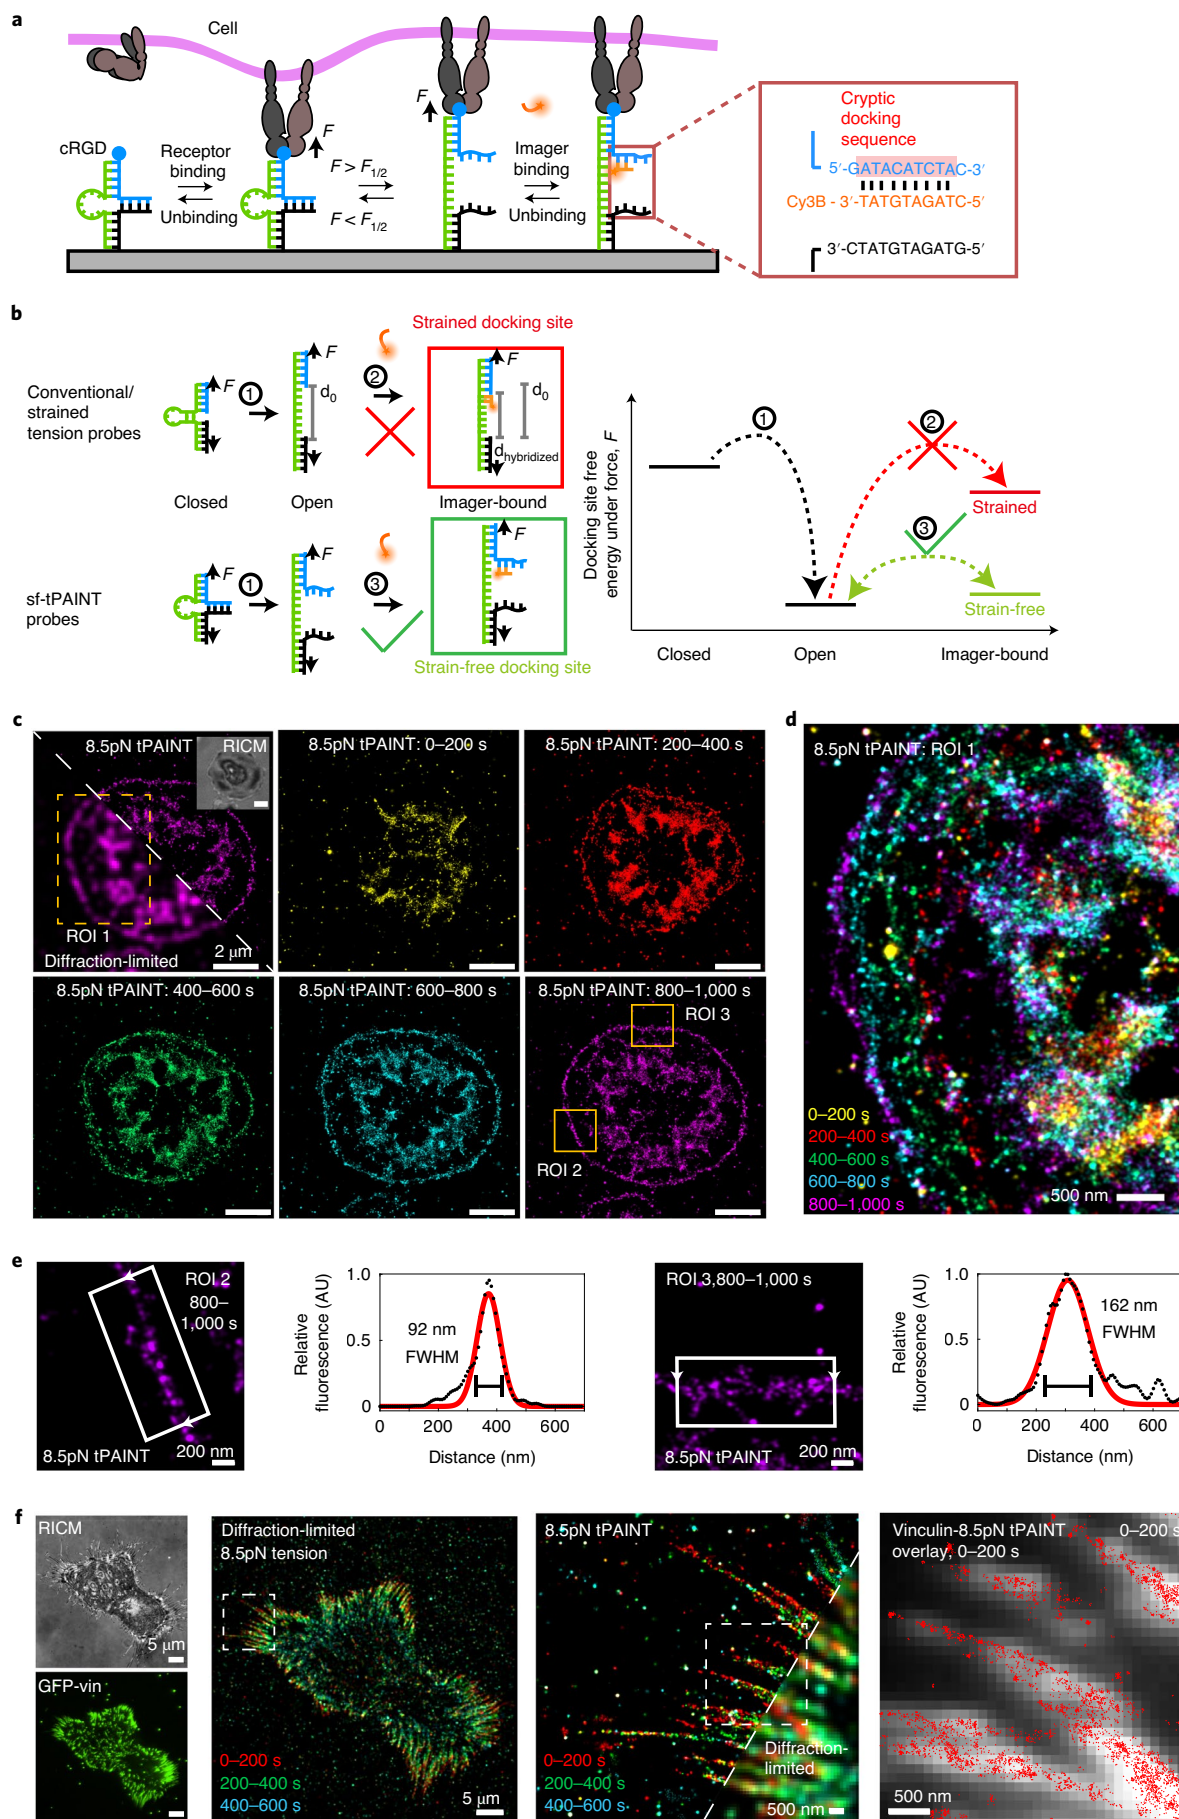 a
Cell
F
F
cRGD
Receptor
binding
Unbinding
F > F1/2
F < F1/2
Imager
binding
Unbinding
Cryptic
docking
sequence
5′-GATACATCTAC-3′
Cy3B - 3′-TATGTAGATC-5′
3′-CTATGTAGATG-5′
b
Strained docking site
Conventional/
strained
tension probes
F
1
F
d0
2
F
d0
dhybridized
Closed
Open
Imager-bound
sf-tPAINT
probes
F
1
F
3
F
Strain-free docking site
Docking site free
energy under force, F
1
2
Strained
3
Strain-free
Closed
Open
Imager-bound
c
8.5pN tPAINT
RICM
ROI 1
Diffraction-limited
2 μm
8.5pN tPAINT: 0–200 s
8.5pN tPAINT: 200–400 s
8.5pN tPAINT: 400–600 s
8.5pN tPAINT: 600–800 s
8.5pN tPAINT: 800–1,000 s
ROI 3
ROI 2
d
8.5pN tPAINT: ROI 1
0–200 s
200–400 s
400–600 s
600–800 s
800–1,000 s
500 nm
e
ROI 2
800–
1,000 s
8.5pN tPAINT
200 nm
Relative
fluorescence (AU)
1.0
0.5
0
92 nm
FWHM
0 200 400 600
Distance (nm)
ROI 3,800–1,000 s
8.5pN tPAINT
200 nm
Relative
fluorescence (AU)
1.0
0.5
0
162 nm
FWHM
0 200 400 600
Distance (nm)
f
RICM
5 μm
GFP-vin
Diffraction-limited
8.5pN tension
0–200 s
200–400 s
400–600 s
5 μm
8.5pN tPAINT
Diffraction-
limited
0–200 s
200–400 s
400–600 s
500 nm
Vinculin-8.5pN tPAINT 0–200 s
overlay, 0–200 s
500 nm